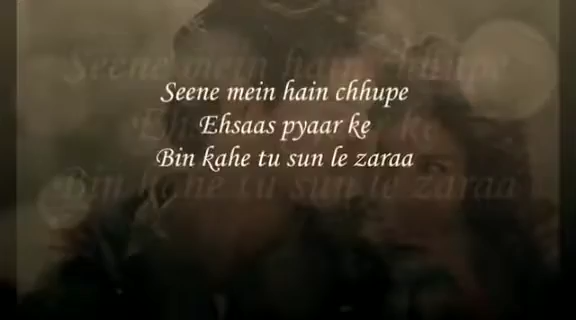 Seene mein hain chhupe
Ehsaas pyaar ke
Bin kahe tu sun le zaraa